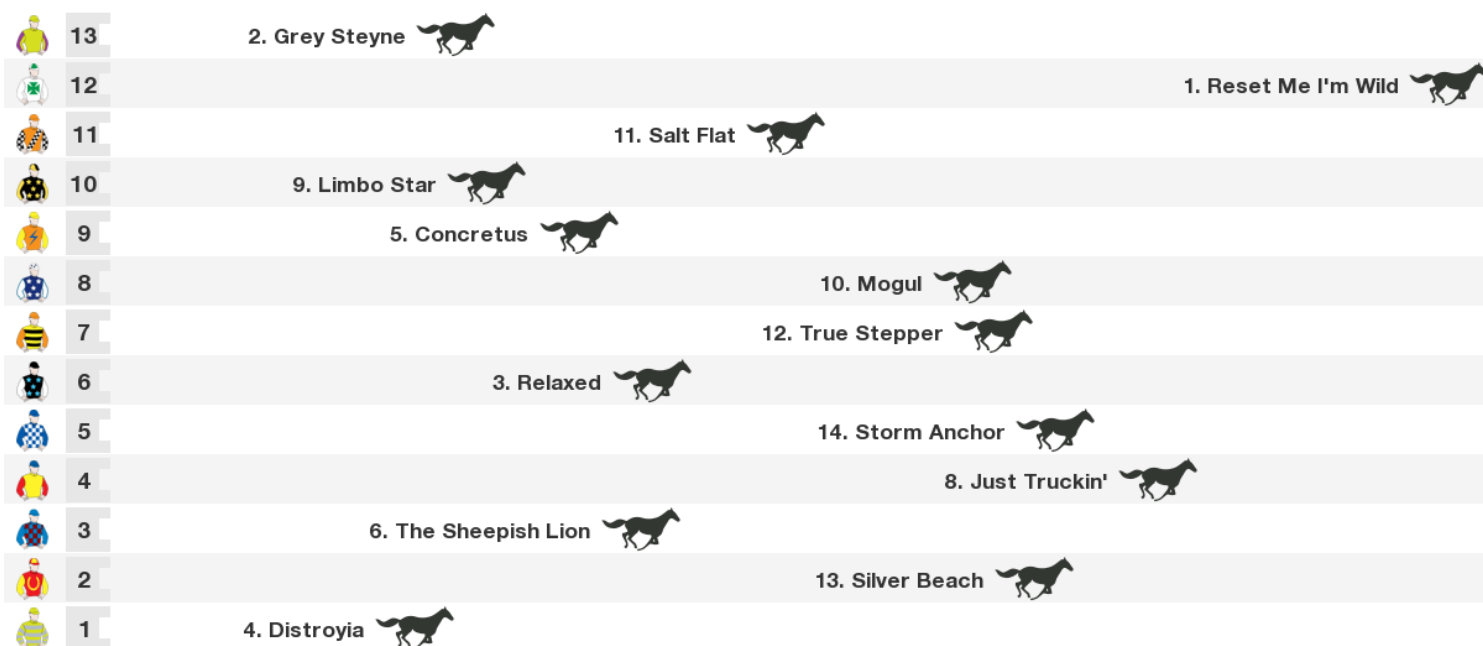 13 2. Grey Steyne
12 1. Reset Me I'm Wild
11 11. Salt Flat
10 9. Limbo Star
9 5. Concretus
8 10. Mogul
7 12. True Stepper
6 3. Relaxed
5 14. Storm Anchor
4 8. Just Truckin'
3 6. The Sheepish Lion
2 13. Silver Beach
1 4. Distroyia